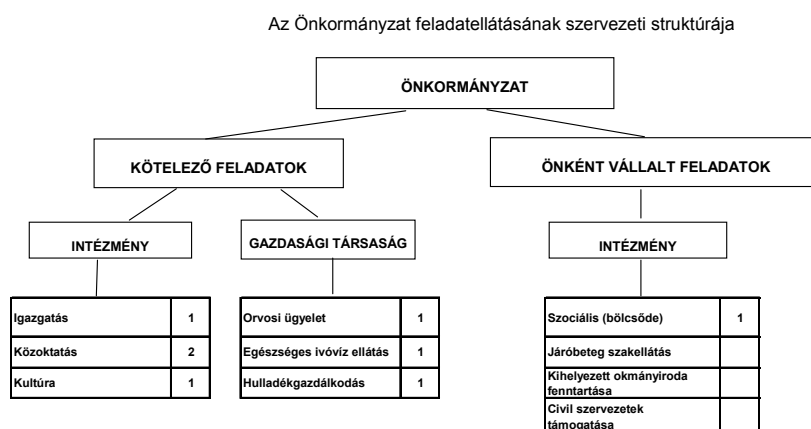 Az Önkormányzat feladatellátásának szervezeti struktúrája
ÖNKORMÁNYZAT
KÖTELEZŐ FELADATOK
ÖNKÉNT VÁLLALT FELADATOK
INTÉZMÉNY
GAZDASÁGI TÁRSASÁG
INTÉZMÉNY
Igazgatás 1
Közoktatás 2
Kultúra 1
Orvosi ügyelet 1
Egészséges ivóvíz ellátás 1
Hulladékgazdálkodás 1
Szociális (bölcsőde) 1
Járóbeteg szakellátás
Kihelyezett okmányiroda
fenntartása
Civil szervezetek
támogatása